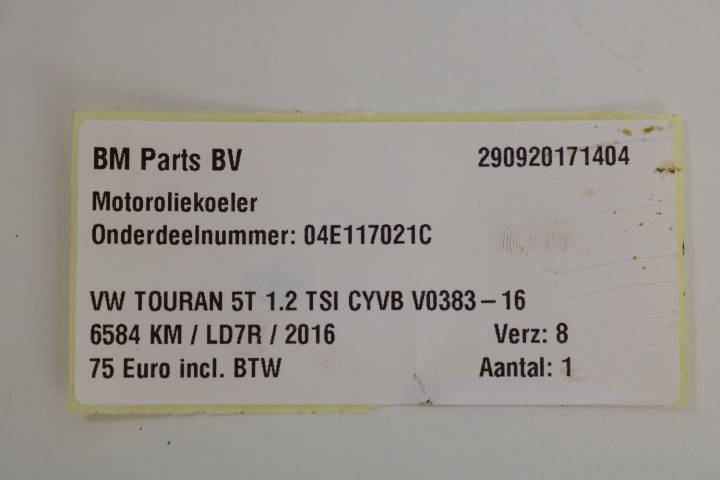 BM Parts BV 290920171404
Motoroliekoeler
Onderdeelnummer: 04E117021C
VW TOURAN 5T 1.2 TSI CYVB V0383-16
6584 KM / LD7R / 2016 Verz: 8
75 Euro incl. BTW Aantal: 1